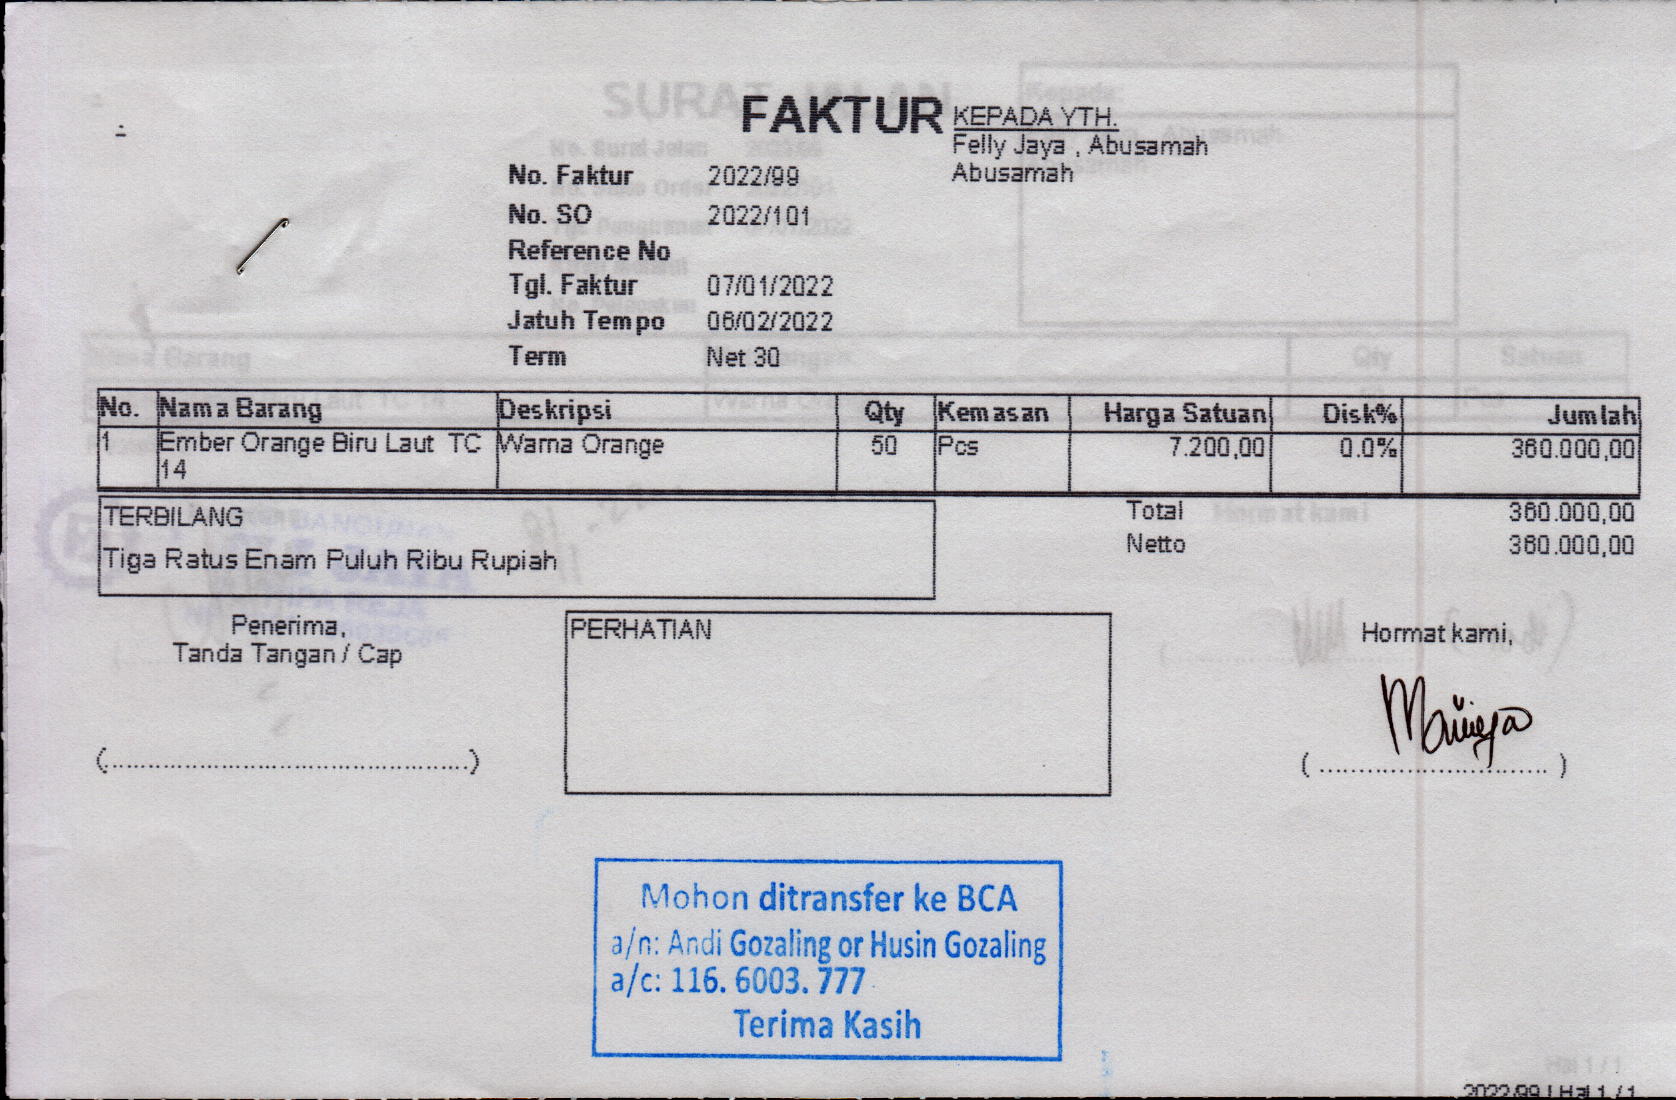 FAKTUR
KEPADA YTH.
Felly Jaya , Abusamah
Abusamah
No. Faktur 2022/99
No. SO 2022/101
Reference No
Tgl. Faktur 07/01/2022
Jatuh Tempo 06/02/2022
Term Net 30
No. Nama Barang Deskripsi Qty Kemasan Harga Satuan Disk% Jumlah
1 Ember Orange Biru Laut TC Warna Orange 50 Pcs 7.200,00 0.0% 360.000,00
14
TERBILANG
Tiga Ratus Enam Puluh Ribu Rupiah
Total 360.000,00
Netto 360.000,00
Penerima,
Tanda Tangan / Cap
(................................................)
PERHATIAN
Hormat kami,
(..............................)
Mohon ditransfer ke BCA
a/n: Andi Gozaling or Husin Gozaling
a/c: 116. 6003. 777
Terima Kasih
2022/99 | Hal 1 / 1